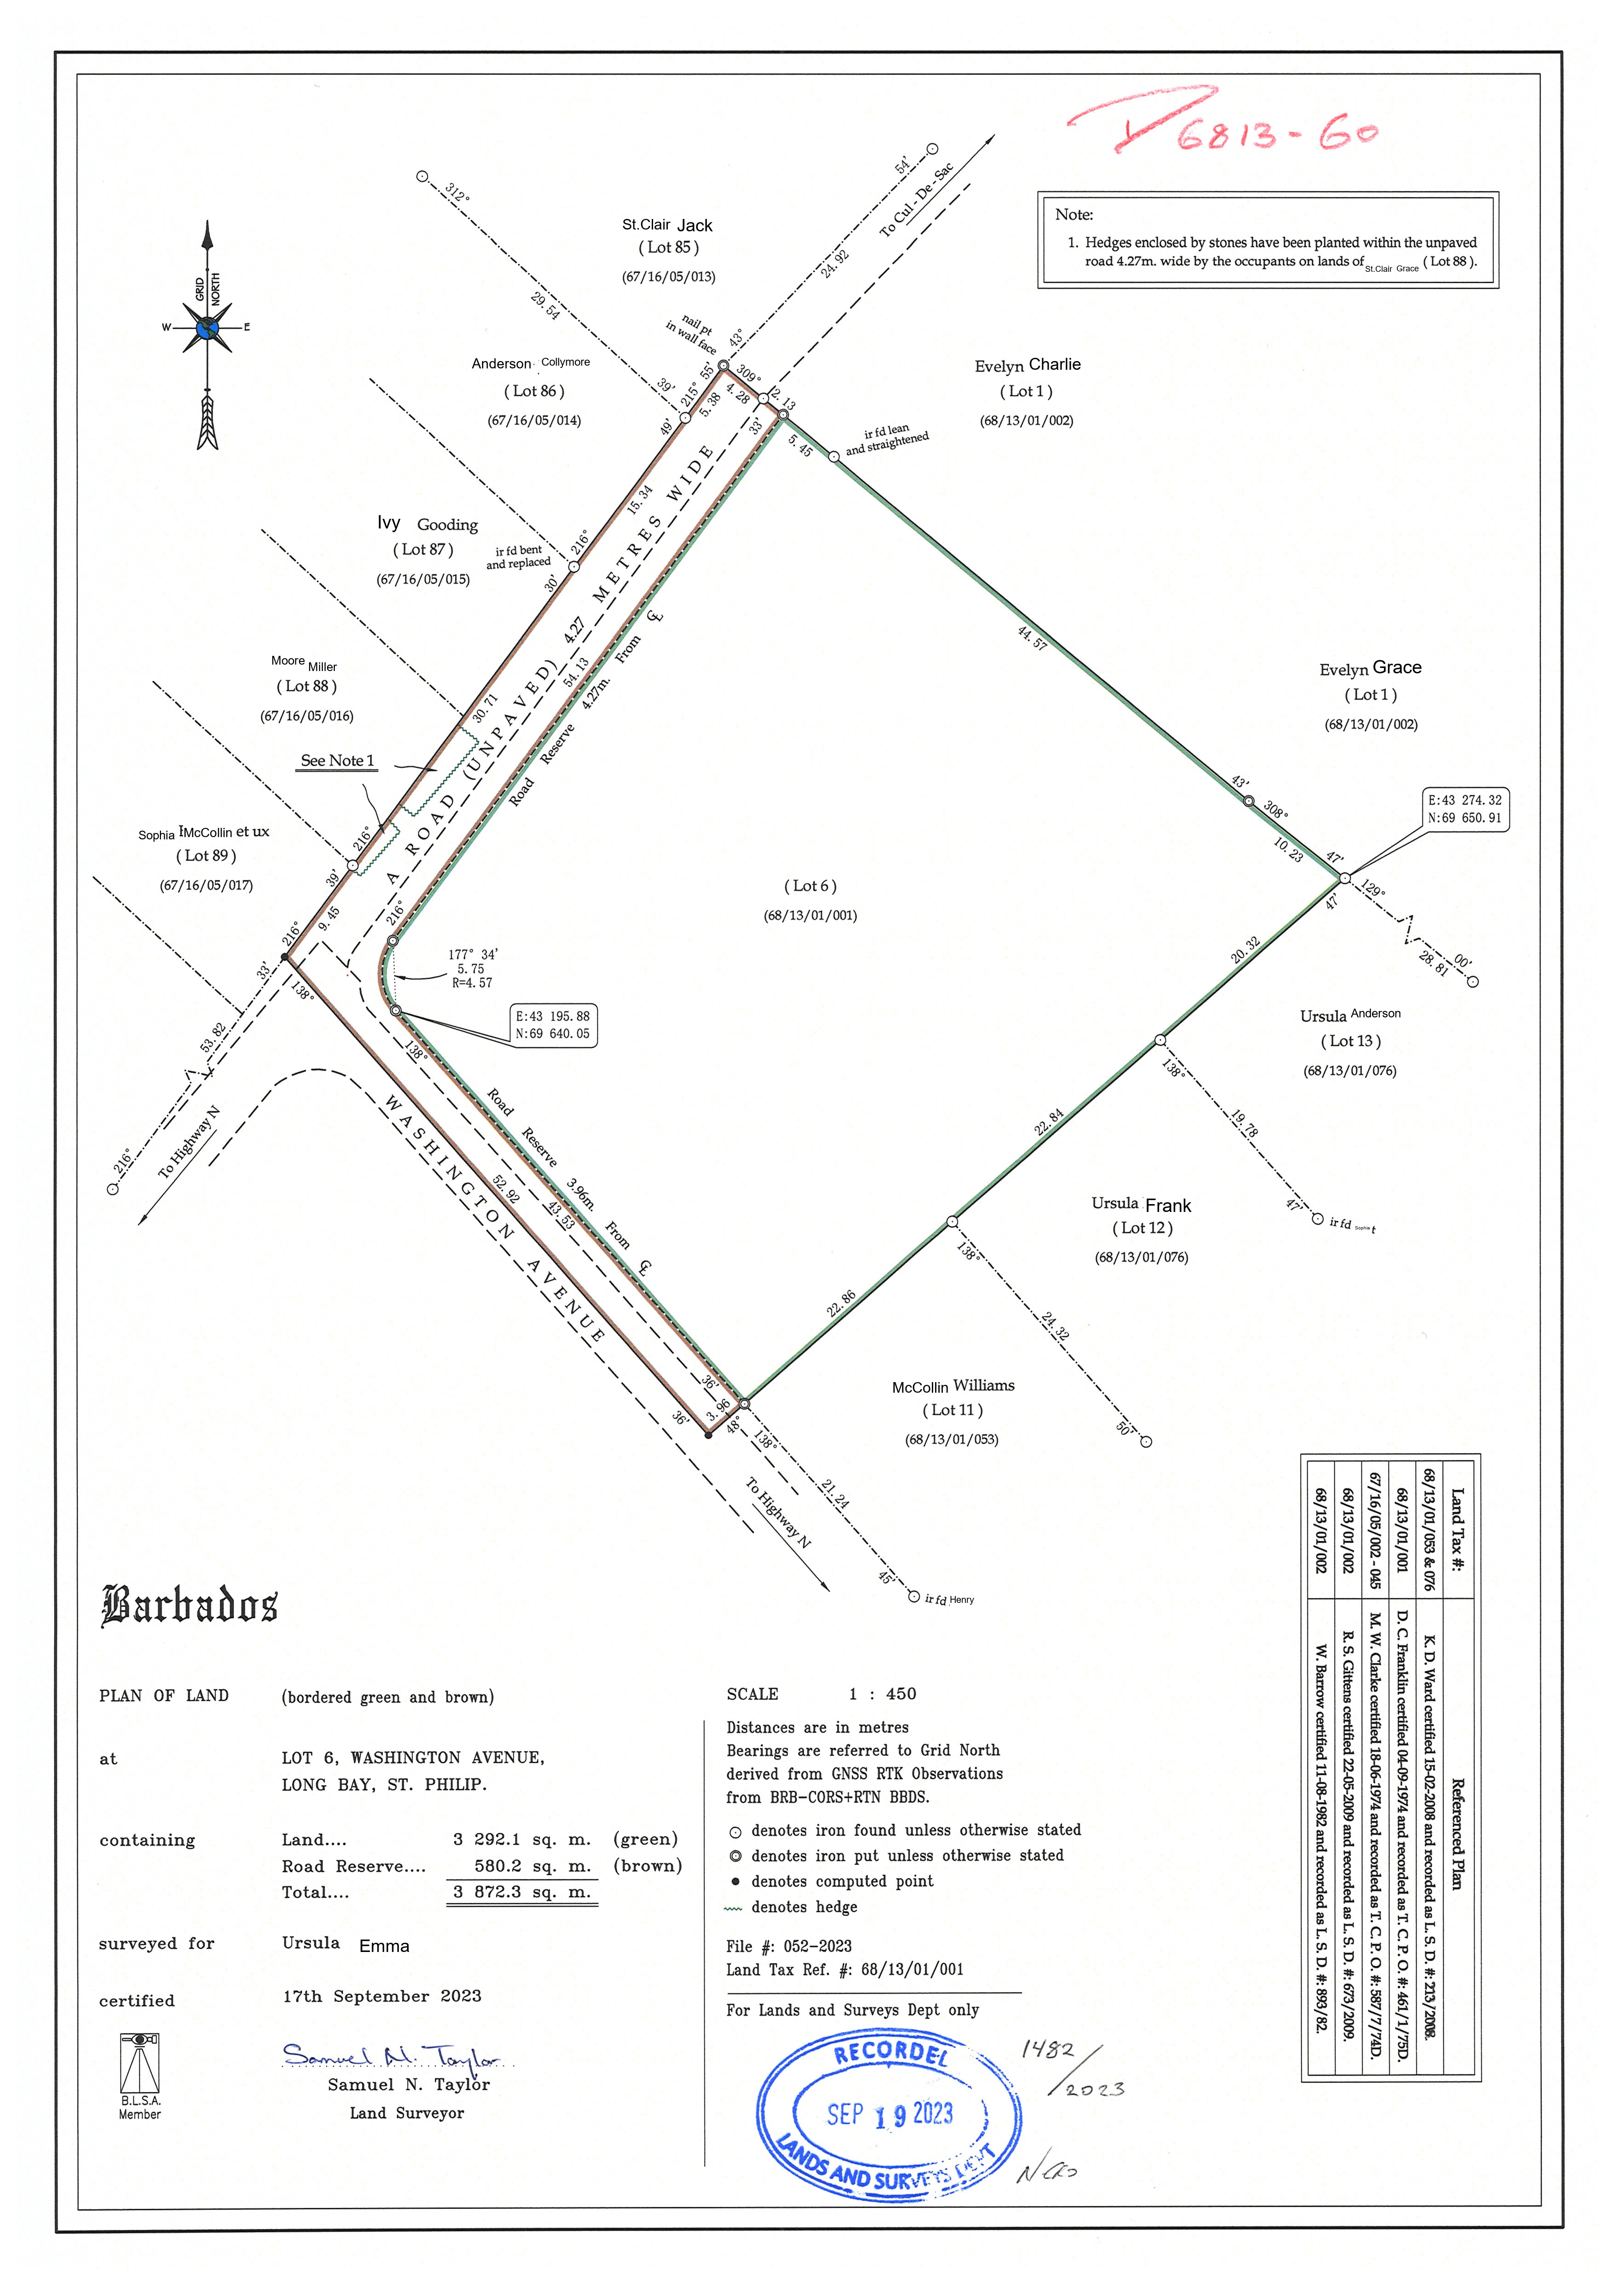 6813-60
Note:
1. Hedges enclosed by stones have been planted within the unpaved
road 4.27m. wide by the occupants on lands of St.Clair Grace ( Lot 88 ).
GRID NORTH
W
E
312°
29.54
39'
St.Clair Jack
( Lot 85 )
(67/16/05/013)
54'
24.92
43°
To Cul - De - Sac
nail pt
in wall face
Anderson Collymore
( Lot 86 )
(67/16/05/014)
Evelyn Charlie
( Lot 1 )
(68/13/01/002)
55'
215°
5.38
49'
309°
4.28
2.13
33'
5.45
ir fd lean
and straightened
15.34
216°
30'
Ivy Gooding
( Lot 87 )
(67/16/05/015)
ir fd bent
and replaced
44.57
A ROAD (UNPAVED) 4.27 METRES WIDE
54.13
Road Reserve 4.27m. From ℄
30.71
Moore Miller
( Lot 88 )
(67/16/05/016)
See Note 1
Evelyn Grace
( Lot 1 )
(68/13/01/002)
43'
308°
10.23
47'
E:43 274.32
N:69 650.91
Sophia IMcCollin et ux
( Lot 89 )
(67/16/05/017)
216°
39'
9.45
216°
33'
138°
216°
( Lot 6 )
(68/13/01/001)
129°
28.81
00'
47'
20.32
177° 34'
5.75
R=4.57
E:43 195.88
N:69 640.05
138°
53.82
216°
To Highway N
Ursula Anderson
( Lot 13 )
(68/13/01/076)
138°
19.78
47'
22.84
Road Reserve 3.96m. From ℄
WASHINGTON AVENUE
52.92
43.53
Ursula Frank
( Lot 12 )
(68/13/01/076)
ir fd Sophie t
138°
24.32
50'
22.86
36'
36'
3.96
48°
138°
21.24
45'
McCollin Williams
( Lot 11 )
(68/13/01/053)
To Highway N
ir fd Henry
Land Tax #: Referenced Plan
68/13/01/053 & 076 K. D. Ward certified 15-02-2008 and recorded as L. S. D. #: 213/2008.
68/13/01/001 D. C. Franklin certified 04-09-1974 and recorded as T. C. P. O. #: 461/1/75D.
67/16/05/002 - 045 M. W. Clarke certified 18-06-1974 and recorded as T. C. P. O. #: 587/7/74D.
68/13/01/002 R. S. Gittens certified 22-05-2009 and recorded as L. S. D. #: 673/2009.
68/13/01/002 W. Barrow certified 11-08-1982 and recorded as L. S. D. #: 893/82.
Barbados
PLAN OF LAND (bordered green and brown)
at LOT 6, WASHINGTON AVENUE,
LONG BAY, ST. PHILIP.
containing Land.... 3 292.1 sq. m. (green)
Road Reserve.... 580.2 sq. m. (brown)
Total.... 3 872.3 sq. m.
surveyed for Ursula Emma
certified 17th September 2023
Samuel N. Taylor
Samuel N. Taylor
Land Surveyor
B.L.S.A.
Member
SCALE 1 : 450
Distances are in metres
Bearings are referred to Grid North
derived from GNSS RTK Observations
from BRB-CORS+RTN BBDS.
denotes iron found unless otherwise stated
denotes iron put unless otherwise stated
denotes computed point
denotes hedge
File #: 052-2023
Land Tax Ref. #: 68/13/01/001
For Lands and Surveys Dept only
RECORDED
SEP 19 2023
LANDS AND SURVEYS DEPT
1482/2023